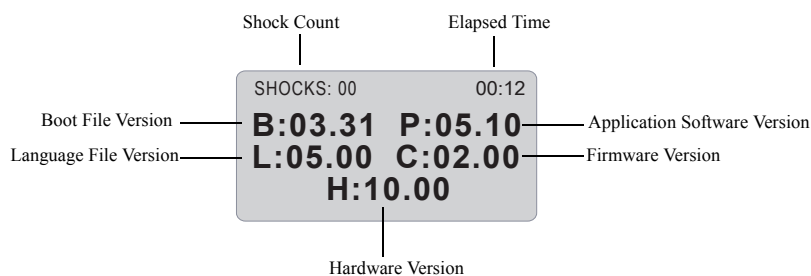 Shock Count Elapsed Time
SHOCKS: 00 00:12
Boot File Version B:03.31 P:05.10 Application Software Version
Language File Version L:05.00 C:02.00 Firmware Version
H:10.00
Hardware Version